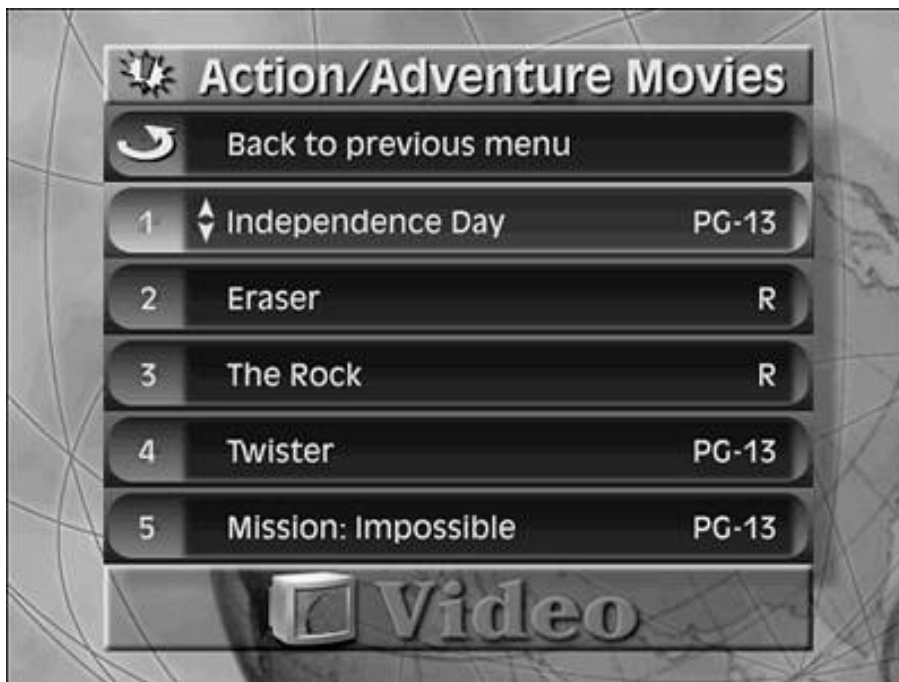 Action/Adventure Movies
Back to previous menu
1 Independence Day PG-13
2 Eraser R
3 The Rock R
4 Twister PG-13
5 Mission: Impossible PG-13
Video